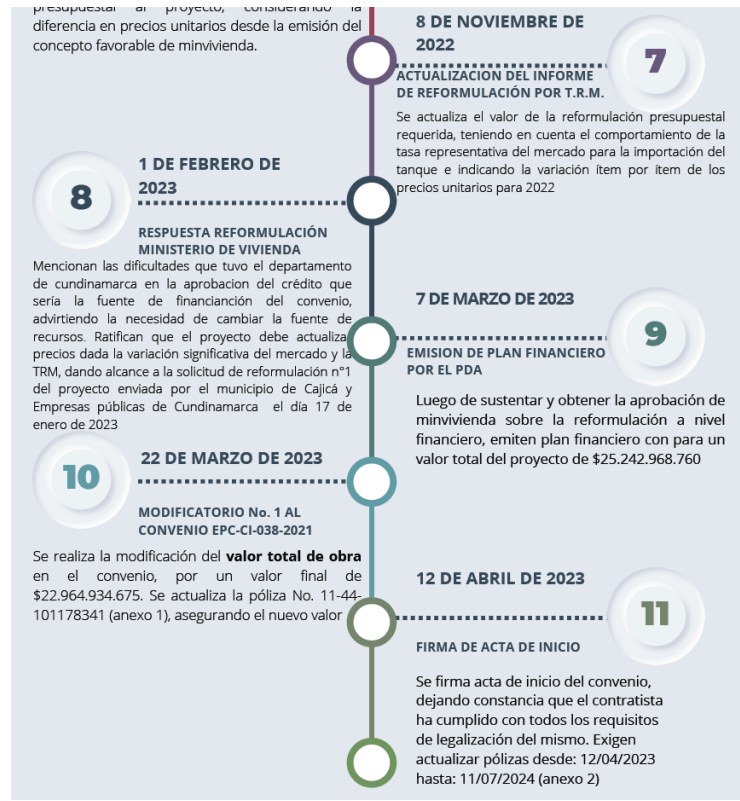 presupuestal al proyecto, considerando la
diferencia en precios unitarios desde la emisión del
concepto favorable de minvivienda.
8 DE NOVIEMBRE DE
2022
7
ACTUALIZACION DEL INFORME
DE REFORMULACIÓN POR T.R.M.
Se actualiza el valor de la reformulación presupuestal
requerida, teniendo en cuenta el comportamiento de la
tasa representativa del mercado para la importación del
tanque e indicando la variación ítem por ítem de los
precios unitarios para 2022
8
1 DE FEBRERO DE
2023
RESPUESTA REFORMULACIÓN
MINISTERIO DE VIVIENDA
Mencionan las dificultades que tuvo el departamento
de cundinamarca en la aprobacion del crédito que
sería la fuente de financianción del convenio,
advirtiendo la necesidad de cambiar la fuente de
recursos. Ratifican que el proyecto debe actualizar
precios dada la variación significativa del mercado y la
TRM, dando alcance a la solicitud de reformulación n°1
del proyecto enviada por el municipio de Cajicá y
Empresas públicas de Cundinamarca el día 17 de
enero de 2023
7 DE MARZO DE 2023
9
EMISION DE PLAN FINANCIERO
POR EL PDA
Luego de sustentar y obtener la aprobación de
minvivienda sobre la reformulación a nivel
financiero, emiten plan financiero con para un
valor total del proyecto de $25.242.968.760
10
22 DE MARZO DE 2023
MODIFICATORIO No. 1 AL
CONVENIO EPC-CI-038-2021
Se realiza la modificación del valor total de obra
en el convenio, por un valor final de
$22.964.934.675. Se actualiza la póliza No. 11-44-
101178341 (anexo 1), asegurando el nuevo valor
12 DE ABRIL DE 2023
11
FIRMA DE ACTA DE INICIO
Se firma acta de inicio del convenio,
dejando constancia que el contratista
ha cumplido con todos los requisitos
de legalización del mismo. Exigen
actualizar pólizas desde: 12/04/2023
hasta: 11/07/2024 (anexo 2)